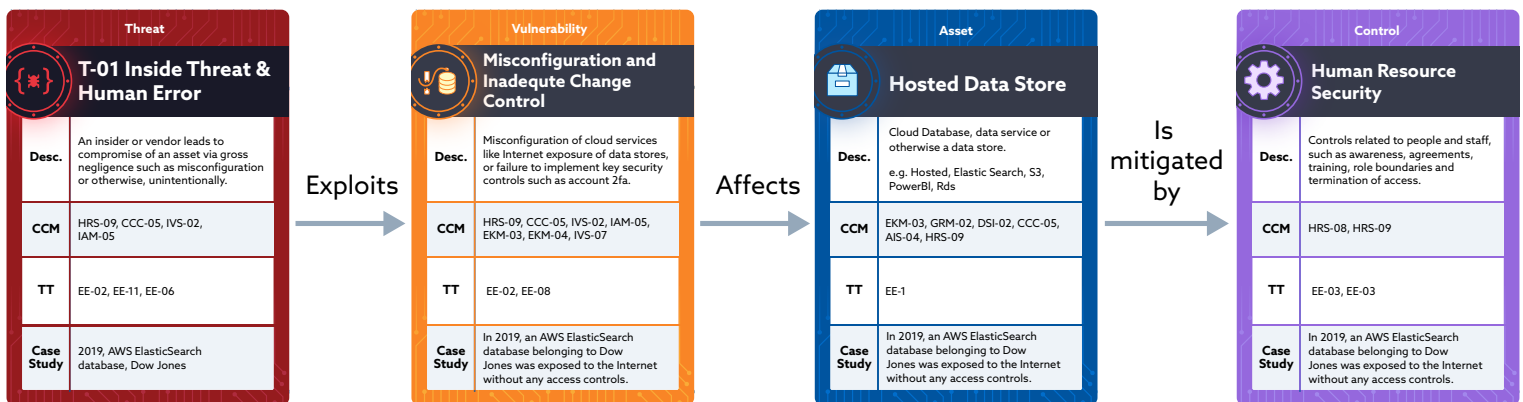 Threat
T-01 Inside Threat &
Human Error
Desc.
An insider or vendor leads to
compromise of an asset via gross
negligence such as misconfiguration
or otherwise, unintentionally.
CCM
HRS-09, CCC-05, IVS-02,
IAM-05
TT
EE-02, EE-11, EE-06
Case
Study
2019, AWS ElasticSearch
database, Dow Jones
Exploits
Vulnerability
Misconfiguration and
Inadequte Change
Control
Desc.
Misconfiguration of cloud services
like Internet exposure of data stores,
or failure to implement key security
controls such as account 2fa.
CCM
HRS-09, CCC-05, IVS-02, IAM-05,
EKM-03, EKM-04, IVS-07
TT
EE-02, EE-08
Case
Study
In 2019, an AWS ElasticSearch
database belonging to Dow
Jones was exposed to the Internet
without any access controls.
Affects
Asset
Hosted Data Store
Desc.
Cloud Database, data service or
otherwise a data store.
e.g. Hosted, Elastic Search, S3,
PowerBI, Rds
CCM
EKM-03, GRM-02, DSI-02, CCC-05,
AIS-04, HRS-09
TT
EE-1
Case
Study
In 2019, an AWS ElasticSearch
database belonging to Dow
Jones was exposed to the Internet
without any access controls.
Is
mitigated
by
Control
Human Resource
Security
Desc.
Controls related to people and staff,
such as awareness, agreements,
training, role boundaries and
termination of access.
CCM
HRS-08, HRS-09
TT
EE-03, EE-03
Case
Study
In 2019, an AWS ElasticSearch
database belonging to Dow
Jones was exposed to the Internet
without any access controls.